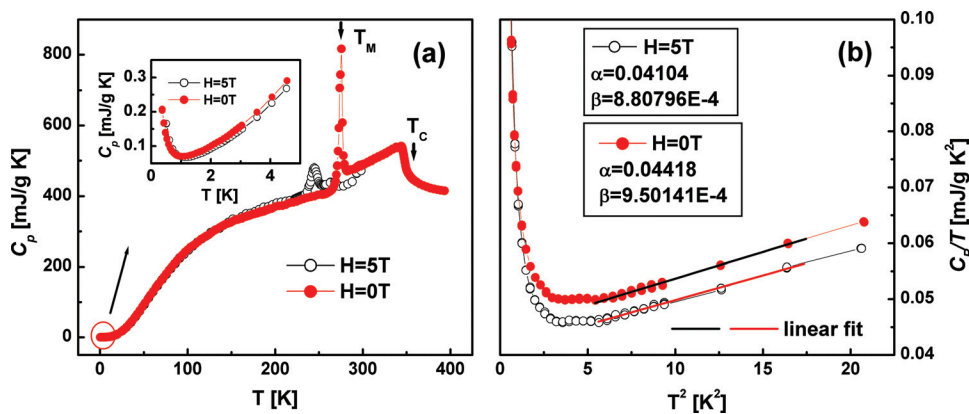 (a)
T_M
T_C
H=5T
H=0T
C_p [mJ/g K]
0.3
0.2
0.1
0 2 4
T [K]
800
600
400
200
0
C_p [mJ/g K]
H=5T
H=0T
0 100 200 300 400
T [K]
(b)
H=5T
α=0.04104
β=8.80796E-4
H=0T
α=0.04418
β=9.50141E-4
linear fit
0.10
0.09
0.08
0.07
0.06
0.05
0.04
C_p/T [mJ/g K²]
0 5 10 15 20
T² [K²]